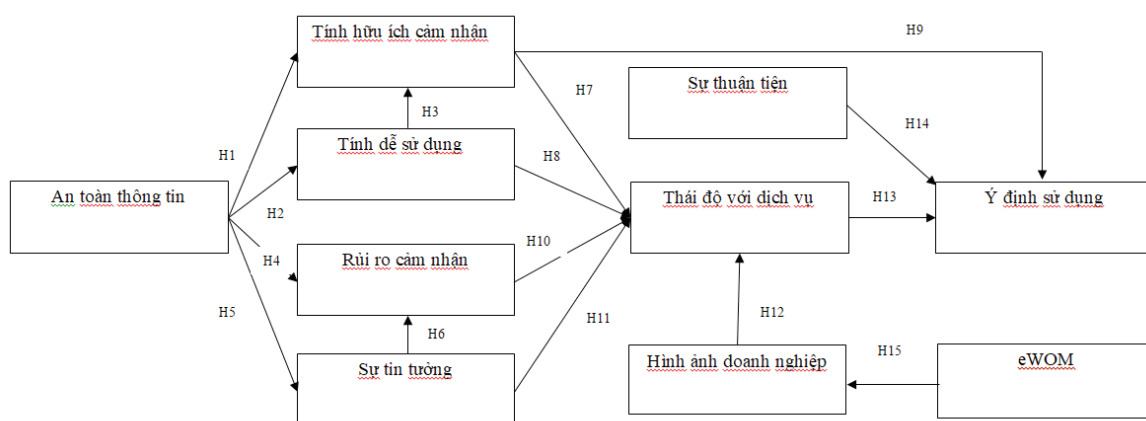 Tính hữu ích cảm nhận
H9
Sự thuận tiện
H7
H3
H14
Tính dễ sử dụng
H1
H8
An toàn thông tin
Thái độ với dịch vụ
H13
Ý định sử dụng
H2
H10
Rủi ro cảm nhận
H4
H5
H12
H11
H6
Sự tin tưởng
Hình ảnh doanh nghiệp
H15
eWOM